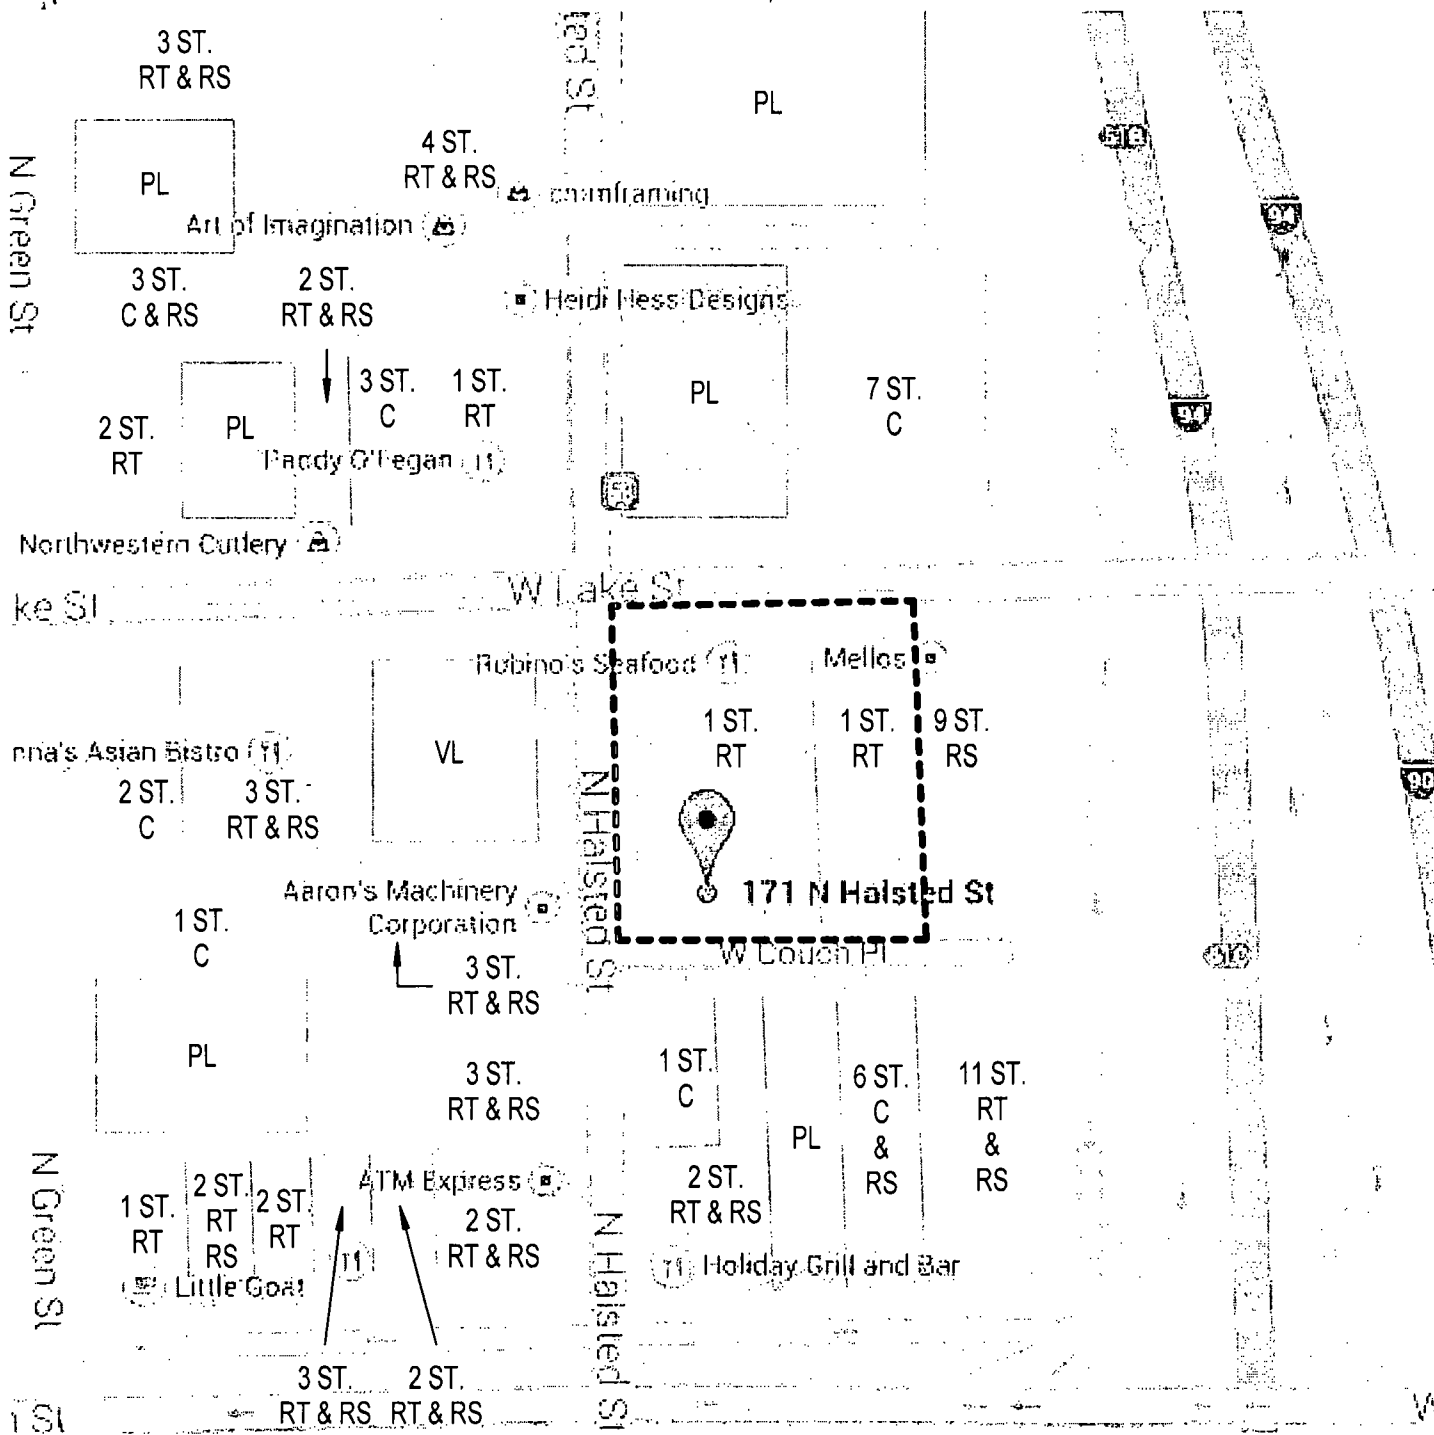 3 ST.
RT & RS
PL
4 ST.
RT & RS
PL
N Green St
Art of Imagination
Heidi Hess Designs
94
3 ST.
C & RS
2 ST.
RT & RS
3 ST.
C
1 ST.
RT
2 ST.
RT
PL
PL
7 ST.
C
94
Northwestern Cutlery
W Lake St
ke St
Rubino's Seafood
Mellos
1 ST.
RT
1 ST.
RT
9 ST.
RS
nna's Asian Bistro
VL
2 ST.
C
3 ST.
RT & RS
90
N Halsted St
171 N Halsted St
Aaron's Machinery
Corporation
1 ST.
C
3 ST.
RT & RS
W Couch Pl
PL
3 ST.
RT & RS
1 ST.
C
PL
6 ST.
C
&
RS
11 ST.
RT
&
RS
N Green St
ATM Express
1 ST.
RT
2 ST.
RT
RS
2 ST.
RT
2 ST.
RT & RS
2 ST.
RT & RS
N Halsted St
Little Goat
Holiday Grill and Bar
3 ST.
RT & RS
2 ST.
RT & RS
St